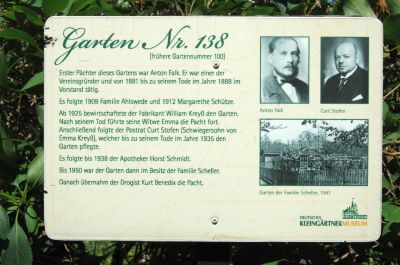 Garten Nr. 138
[frühere Gartennummer 100]
Erster Pächter dieses Gartens war Anton Falk. Er war einer der
Vereinsgründer und von 1881 bis zu seinem Tode im Jahre 1888 im
Vorstand tätig.
Es folgte 1909 Familie Ahlswede und 1912 Margarethe Schütze.
Ab 1925 bewirtschaftete der Fabrikant William Kreyß den Garten.
Nach seinem Tod führte seine Witwe Emma die Pacht fort.
Anschließend folgte der Postrat Curt Stofen (Schwiegersohn von
Emma Kreyß), welcher bis zu seinem Tode im Jahre 1935 den
Garten pflegte.
Es folgte bis 1938 der Apotheker Horst Schmidt.
Bis 1950 war der Garten dann im Besitz der Familie Scheller.
Danach übernahm der Drogist Kurt Benedix die Pacht.
Anton Falk
Curt Stofen
Garten der Familie Scheller, 1941
DEUTSCHES
KLEINGÄRTNERMUSEUM